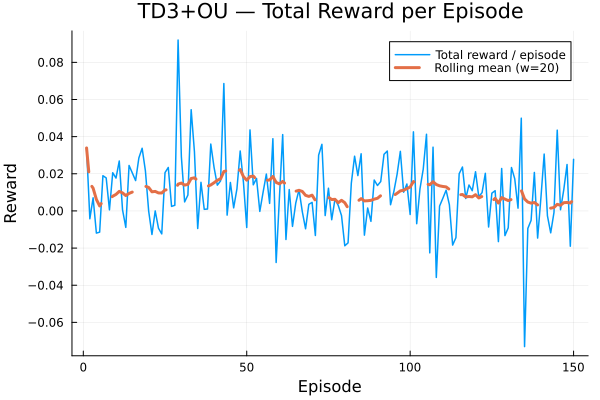 TD3+OU — Total Reward per Episode
Total reward / episode
Rolling mean (w=20)
Reward
0.08
0.06
0.04
0.02
0.00
−0.02
−0.04
−0.06
0
50
100
150
Episode